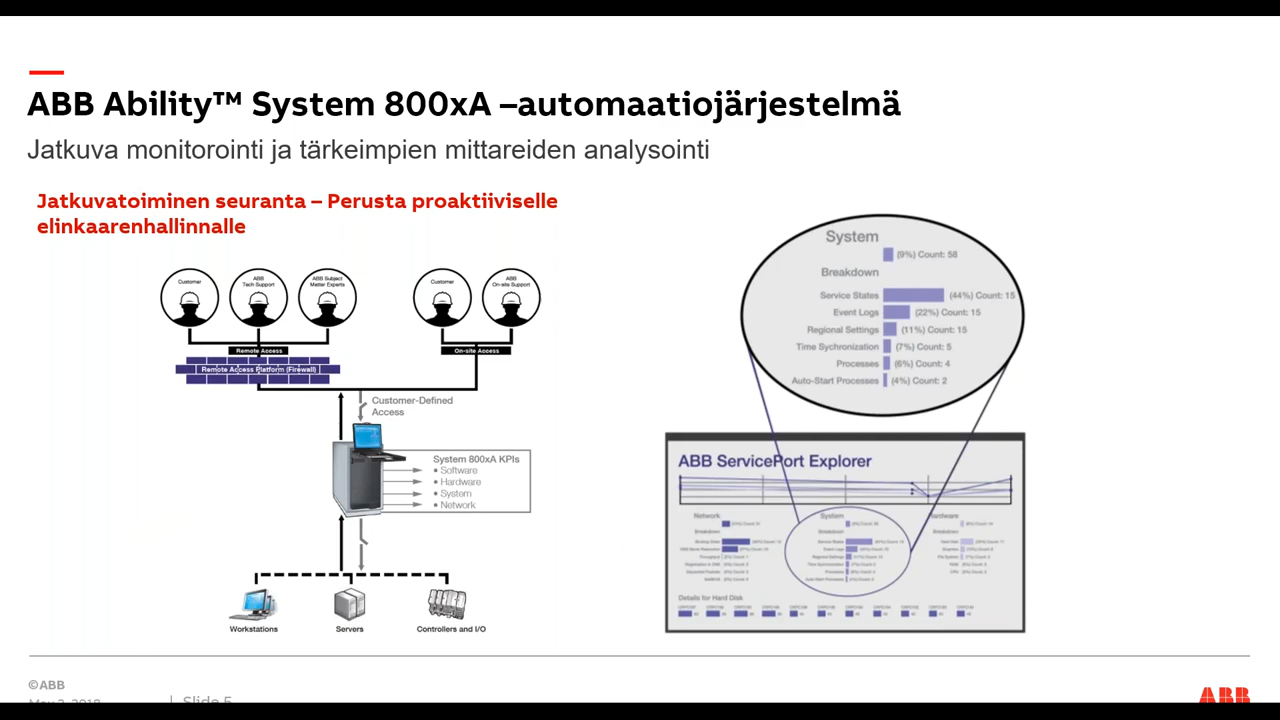 ABB Ability™ System 800xA –automaatiojärjestelmä
Jatkuva monitorointi ja tärkeimpien mittareiden analysointi
Jatkuvatoiminen seuranta – Perusta proaktiiviselle
elinkaarenhallinnalle
Customer
ABB
Tech Support
ABB Subject
Matter Experts
Customer
ABB
On-site Support
Remote Access
On-site Access
Remote Access Platform (Firewall)
Customer-Defined
Access
System 800xA KPIs
• Software
• Hardware
• System
• Network
Workstations
Servers
Controllers and I/O
System
(9%) Count: 58
Breakdown
Service States (44%) Count: 15
Event Logs (22%) Count: 15
Regional Settings (11%) Count: 15
Time Sychronization (7%) Count: 5
Processes (6%) Count: 4
Auto-Start Processes (4%) Count: 2
ABB ServicePort Explorer
Network
System
Hardware
Breakdown
Breakdown
Breakdown
Details for Hard Disk
©ABB
May 2, 2018 | Slide 5
ABB